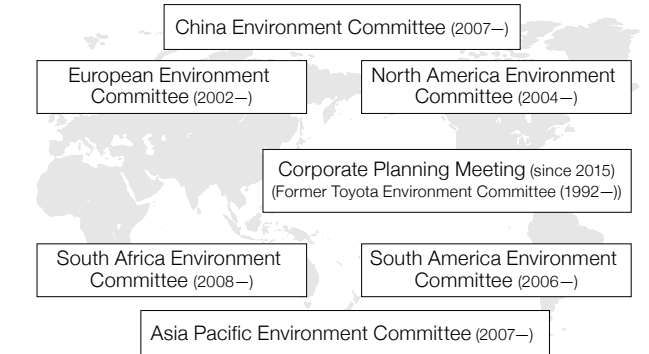 China Environment Committee (2007—)
European Environment
Committee (2002—)
North America Environment
Committee (2004—)
Corporate Planning Meeting (since 2015)
(Former Toyota Environment Committee (1992—))
South Africa Environment
Committee (2008—)
South America Environment
Committee (2006—)
Asia Pacific Environment Committee (2007—)